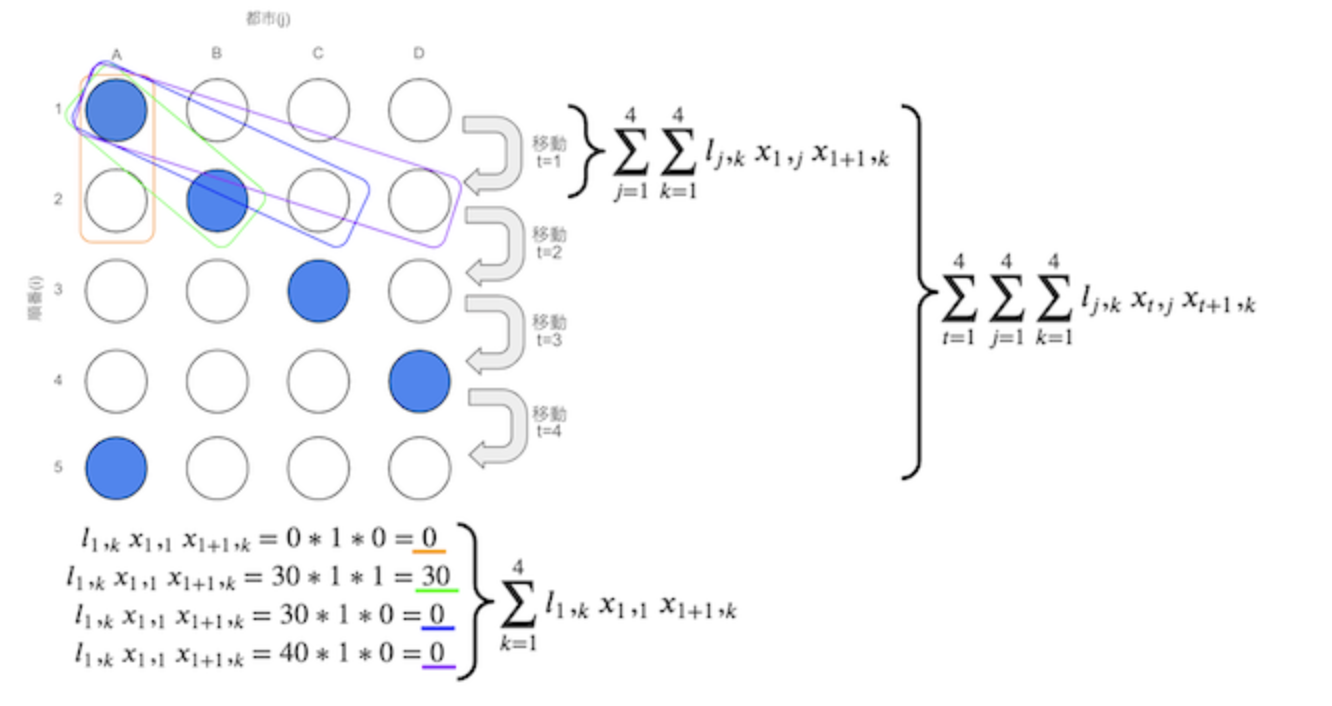 都市(j)
A B C D
順番(i)
1
2
3
4
5
移動
t=1
移動
t=2
移動
t=3
移動
t=4
\sum_{j=1}^{4} \sum_{k=1}^{4} l_{j,k} x_{1,j} x_{1+1,k}
\sum_{t=1}^{4} \sum_{j=1}^{4} \sum_{k=1}^{4} l_{j,k} x_{t,j} x_{t+1,k}
l_{1,k} x_{1,1} x_{1+1,k} = 0 * 1 * 0 = 0
l_{1,k} x_{1,1} x_{1+1,k} = 30 * 1 * 1 = 30
l_{1,k} x_{1,1} x_{1+1,k} = 30 * 1 * 0 = 0
l_{1,k} x_{1,1} x_{1+1,k} = 40 * 1 * 0 = 0
\sum_{k=1}^{4} l_{1,k} x_{1,1} x_{1+1,k}